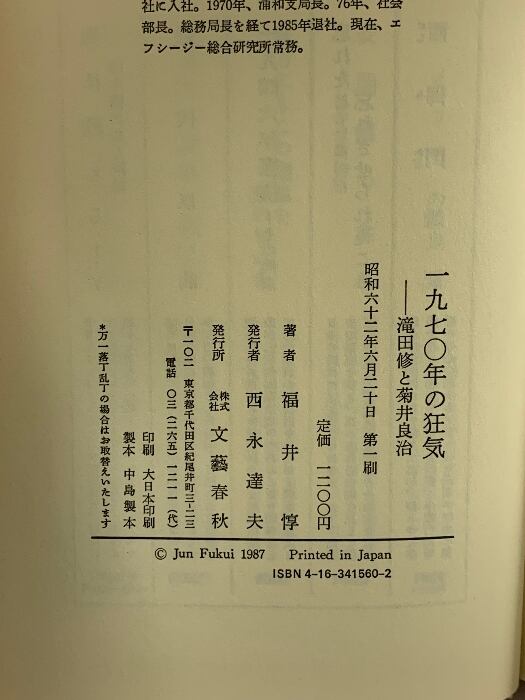 社に入社。1970年、浦和支局長。76年、社会
部長。総務局長を経て1985年退社。現在、エ
フシージー総合研究所常務。
一九七〇年の狂気
――滝田修と菊井良治
昭和六十二年六月二十日　第一刷
定価　一二〇〇円
著者　福井　惇
発行者　西永達夫
発行所　株式会社　文藝春秋
〒一〇二　東京都千代田区紀尾井町三―二三
電話　〇三（二六五）一二一一（代）
印刷　大日本印刷
製本　中島製本
＊万一落丁乱丁の場合はお取替えいたします
© Jun Fukui 1987　Printed in Japan
ISBN 4-16-341560-2